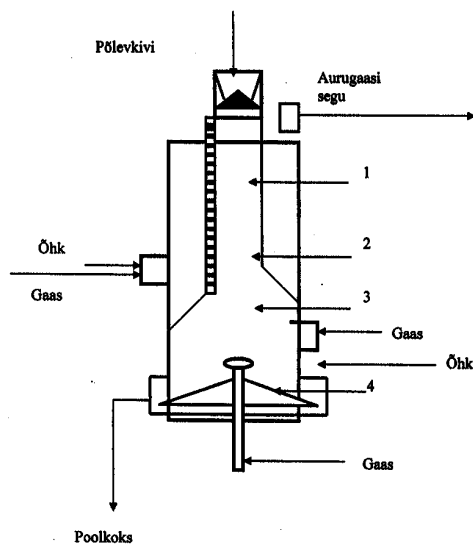 Põlevkivi
Aurugaasi
segu
1
2
Õhk
Gaas
3
Gaas
Õhk
4
Gaas
Poolkoks